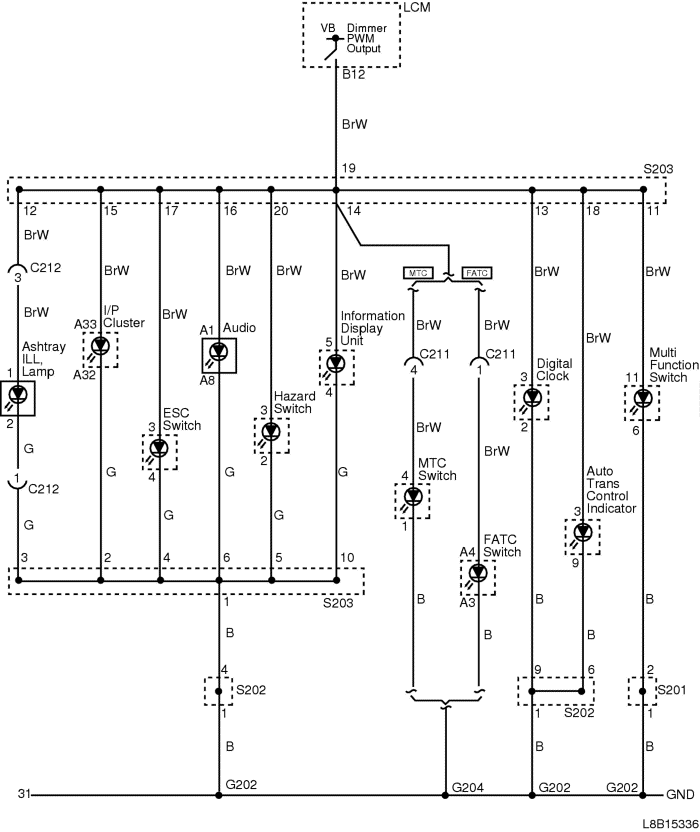 LCM
VB Dimmer
PWM
Output
B12
BrW
19
S203
12 15 17 16 20 14 13 18 11
BrW
C212
3
BrW
Ashtray
ILL,
Lamp
1
2
G
1
C212
G
3
BrW
I/P
Cluster
A33
A32
G
2
BrW
ESC
Switch
3
4
G
4
BrW
A1 Audio
A8
G
6
BrW
Hazard
Switch
3
2
G
5
BrW
Information
Display
Unit
5
4
G
10
MTC FATC
BrW BrW
C211 C211
4 1
BrW BrW
MTC
Switch
4
1
B
FATC
Switch
A4
A3
B
BrW
Digital
Clock
3
2
B
BrW
Auto
Trans
Control
Indicator
3
9
B
BrW
Multi
Function
Switch
11
6
B
S203
1
B
4
S202
1
B
9 6
S202
1
B
2
S201
1
B
31 G202 G204 G202 G202 GND
L8B15336